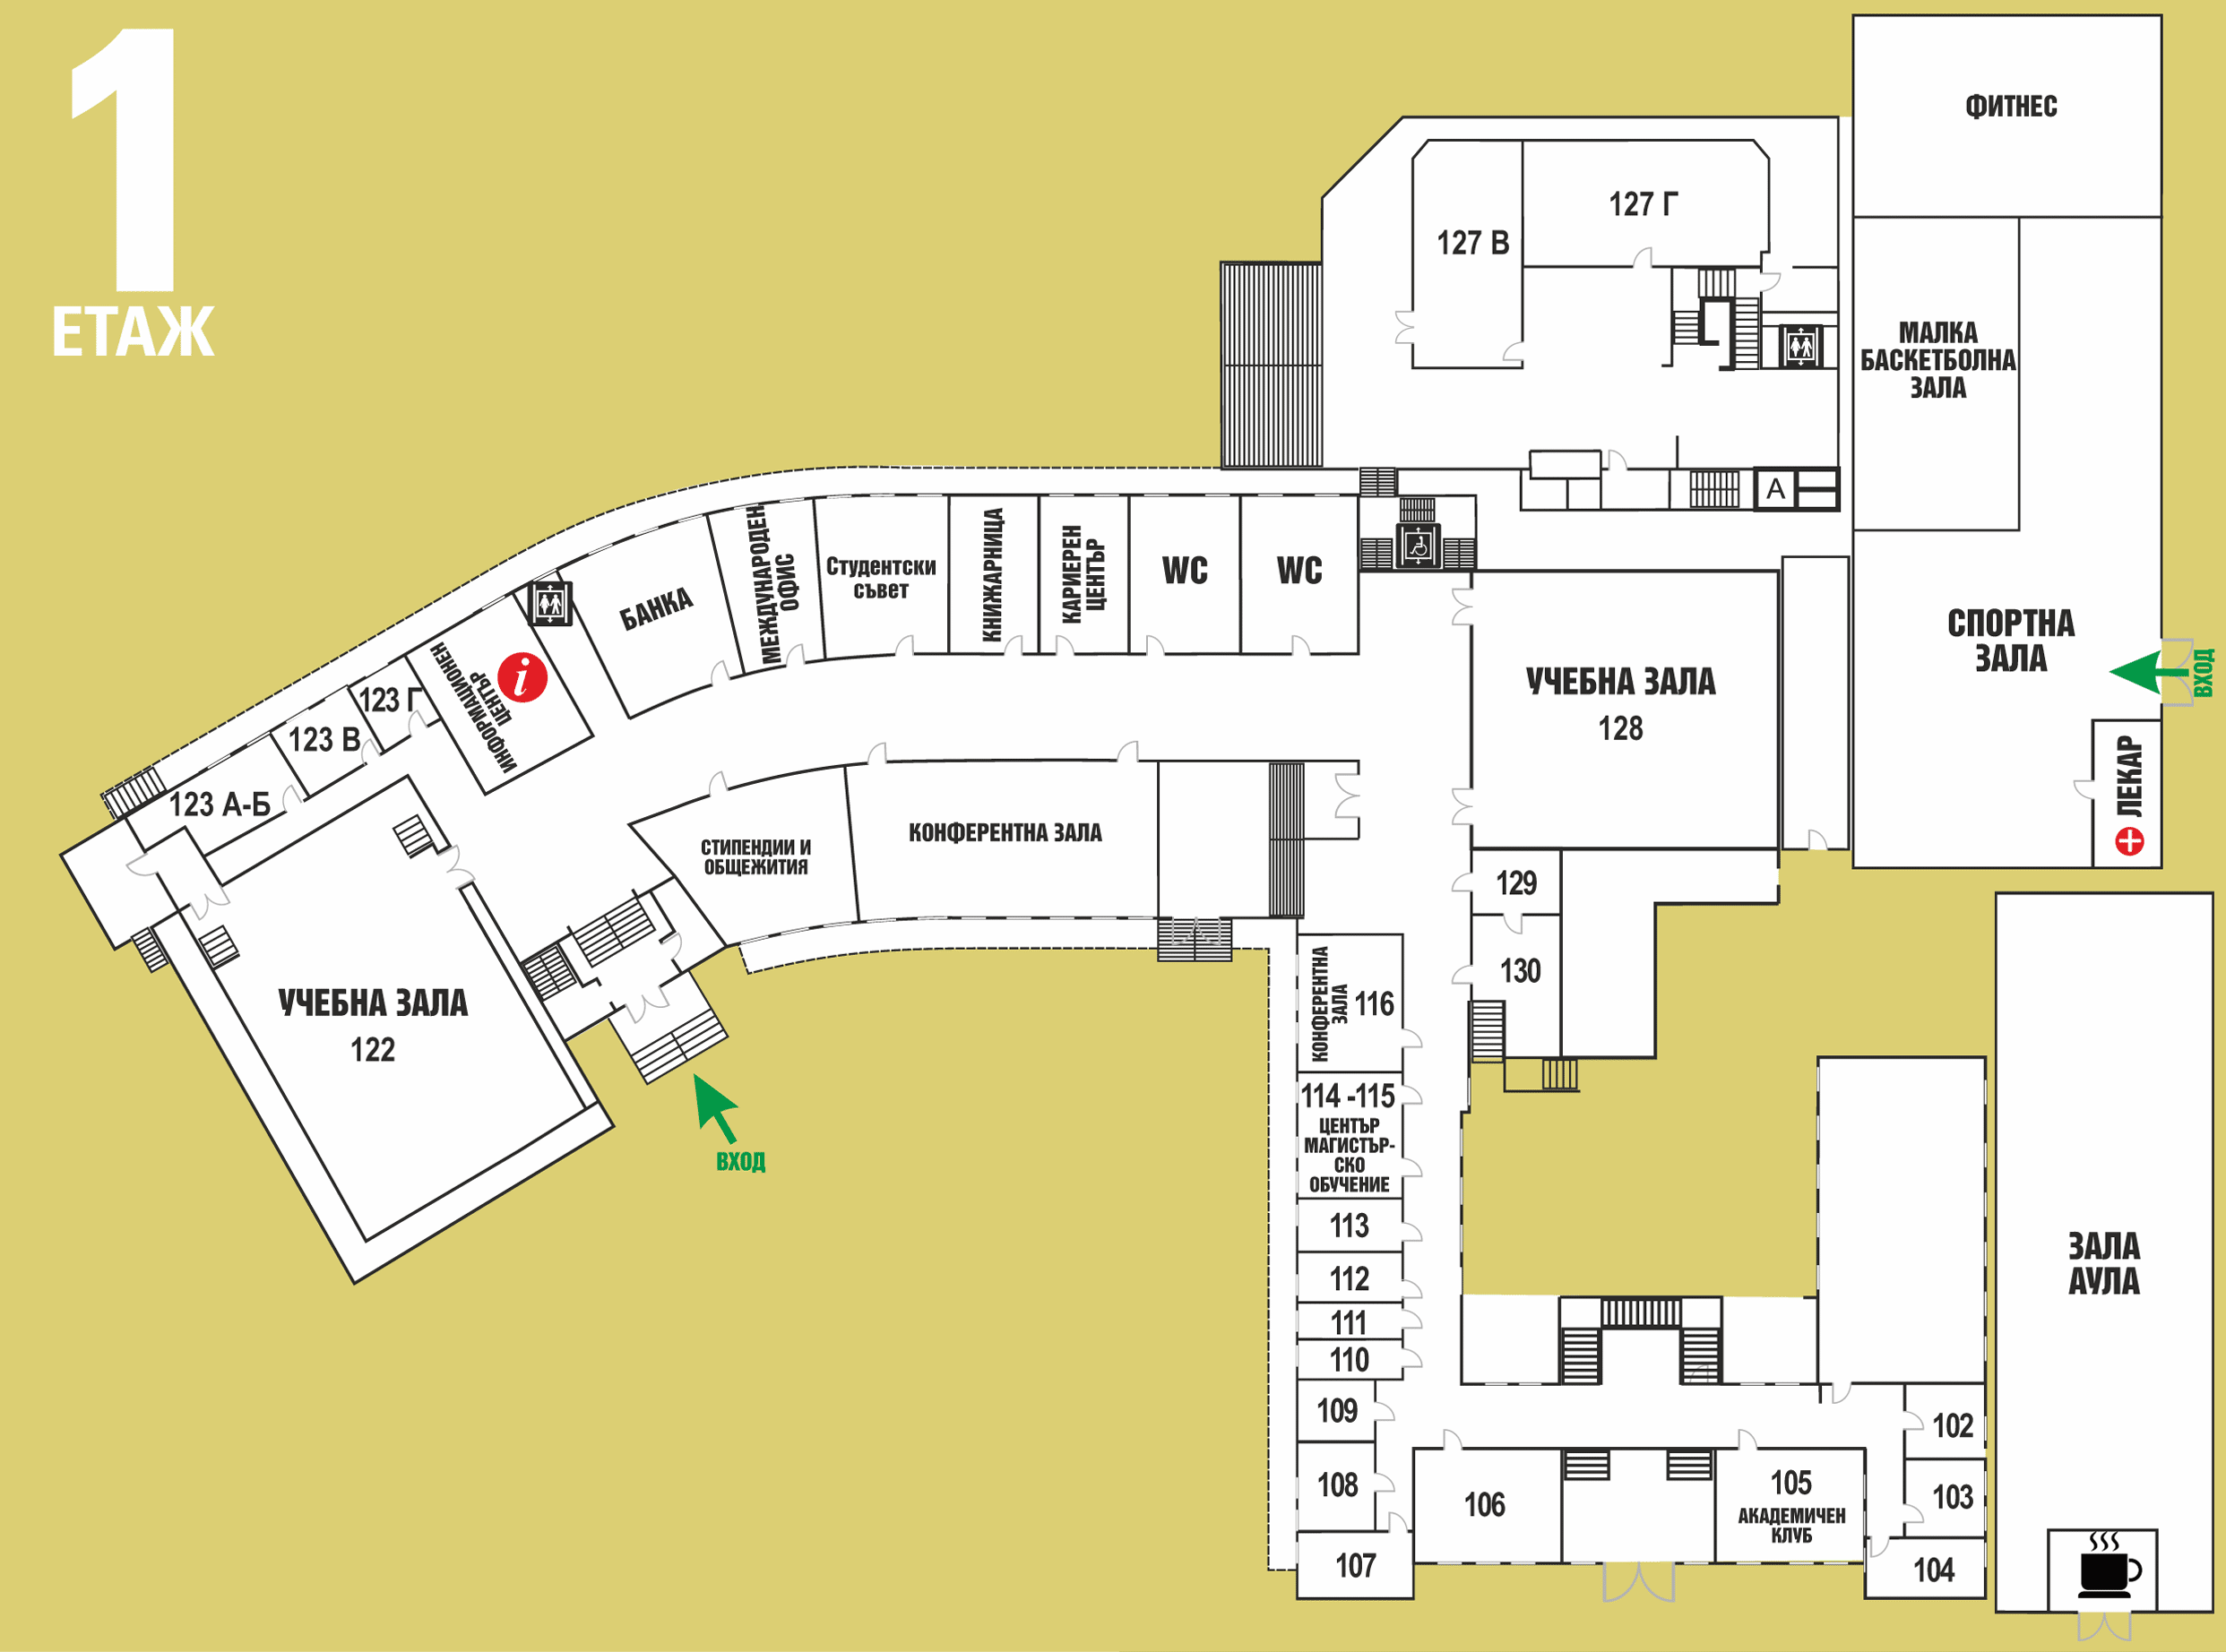 1
ЕТАЖ
ФИТНЕС
127 Г
127 В
МАЛКА
БАСКЕТБОЛНА
ЗАЛА
А
МЕЖДУНАРОДЕН
ОФИС
Студентски
съвет
КНИЖАРНИЦА
КАРИЕРЕН
ЦЕНТЪР
WC
WC
БАНКА
СПОРТНА
ЗАЛА
ВХОД
УЧЕБНА ЗАЛА
128
ИНФОРМАЦИОНЕН
ЦЕНТЪР
i
123 Г
123 В
123 А-Б
ЛЕКАР
СТИПЕНДИИ И
ОБЩЕЖИТИЯ
КОНФЕРЕНТНА ЗАЛА
129
130
УЧЕБНА ЗАЛА
122
КОНФЕРЕНТНА
ЗАЛА
116
ВХОД
114 -115
ЦЕНТЪР
МАГИСТЪР-
СКО
ОБУЧЕНИЕ
113
112
111
110
109
108
107
106
105
АКАДЕМИЧЕН
КЛУБ
102
103
104
ЗАЛА
АУЛА